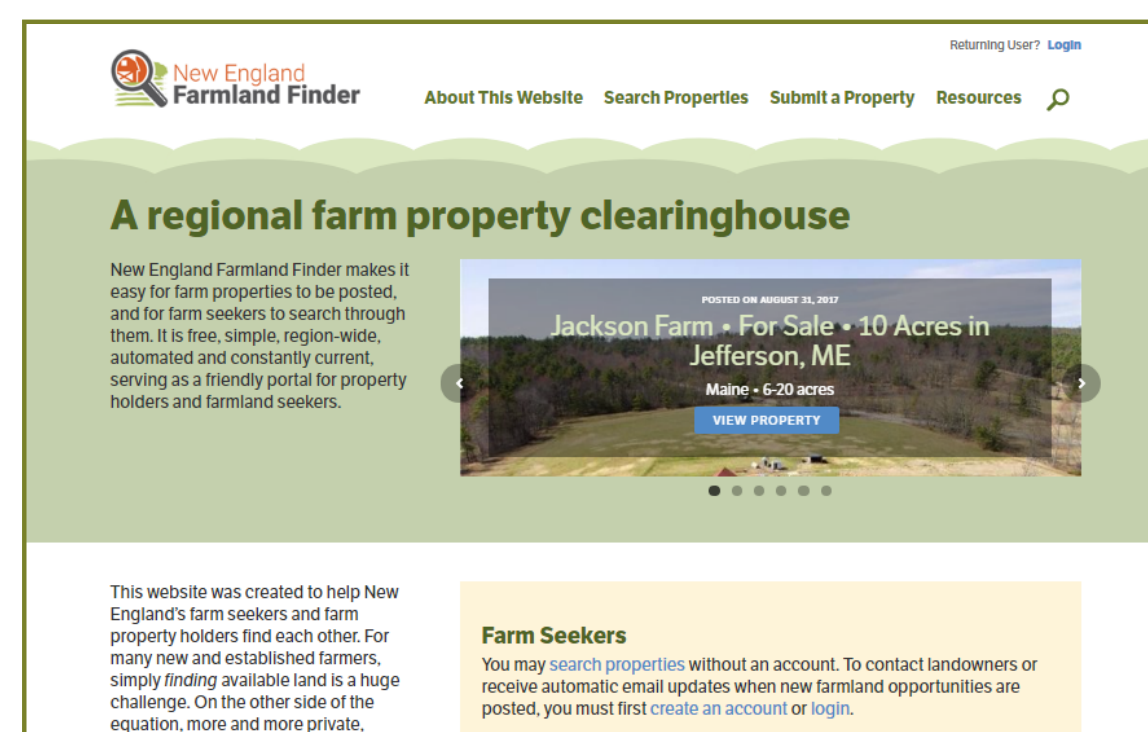 Returning User? Login
New England
Farmland Finder
About This Website Search Properties Submit a Property Resources
A regional farm property clearinghouse
New England Farmland Finder makes it
easy for farm properties to be posted,
and for farm seekers to search through
them. It is free, simple, region-wide,
automated and constantly current,
serving as a friendly portal for property
holders and farmland seekers.
POSTED ON AUGUST 31, 2017
Jackson Farm • For Sale • 10 Acres in
Jefferson, ME
Maine • 6-20 acres
VIEW PROPERTY
This website was created to help New
England's farm seekers and farm
property holders find each other. For
many new and established farmers,
simply finding available land is a huge
challenge. On the other side of the
equation, more and more private,
Farm Seekers
You may search properties without an account. To contact landowners or
receive automatic email updates when new farmland opportunities are
posted, you must first create an account or login.